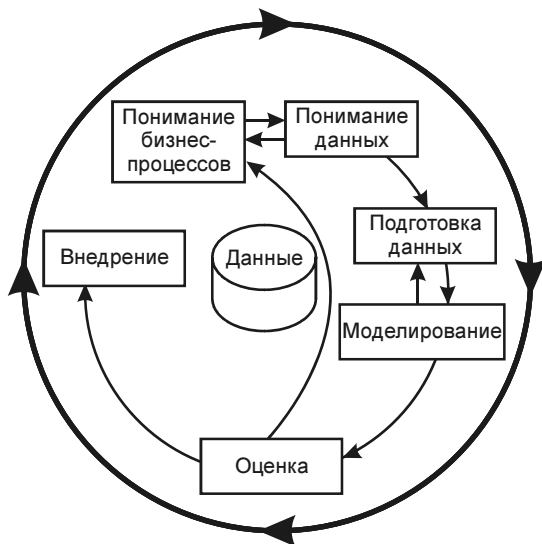 Понимание
бизнес-
процессов
Понимание
данных
Подготовка
данных
Внедрение
Данные
Моделирование
Оценка